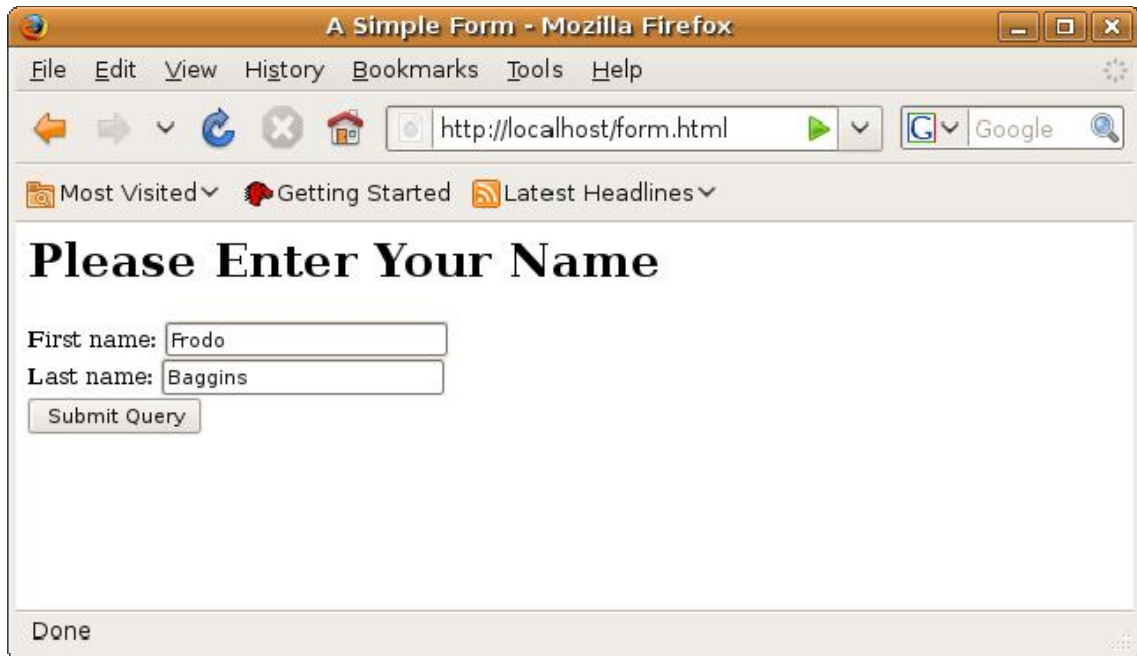 A Simple Form - Mozilla Firefox
File Edit View History Bookmarks Tools Help
http://localhost/form.html G Google
Most Visited Getting Started Latest Headlines
Please Enter Your Name
First name: Frodo
Last name: Baggins
Submit Query
Done